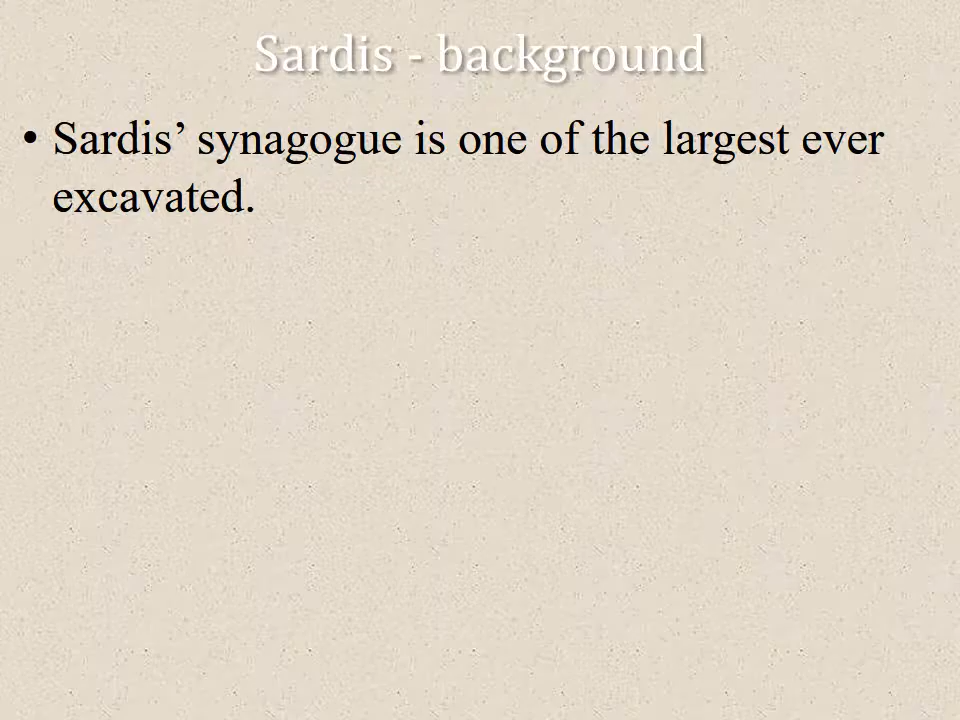 Sardis - background
• Sardis’ synagogue is one of the largest ever
excavated.